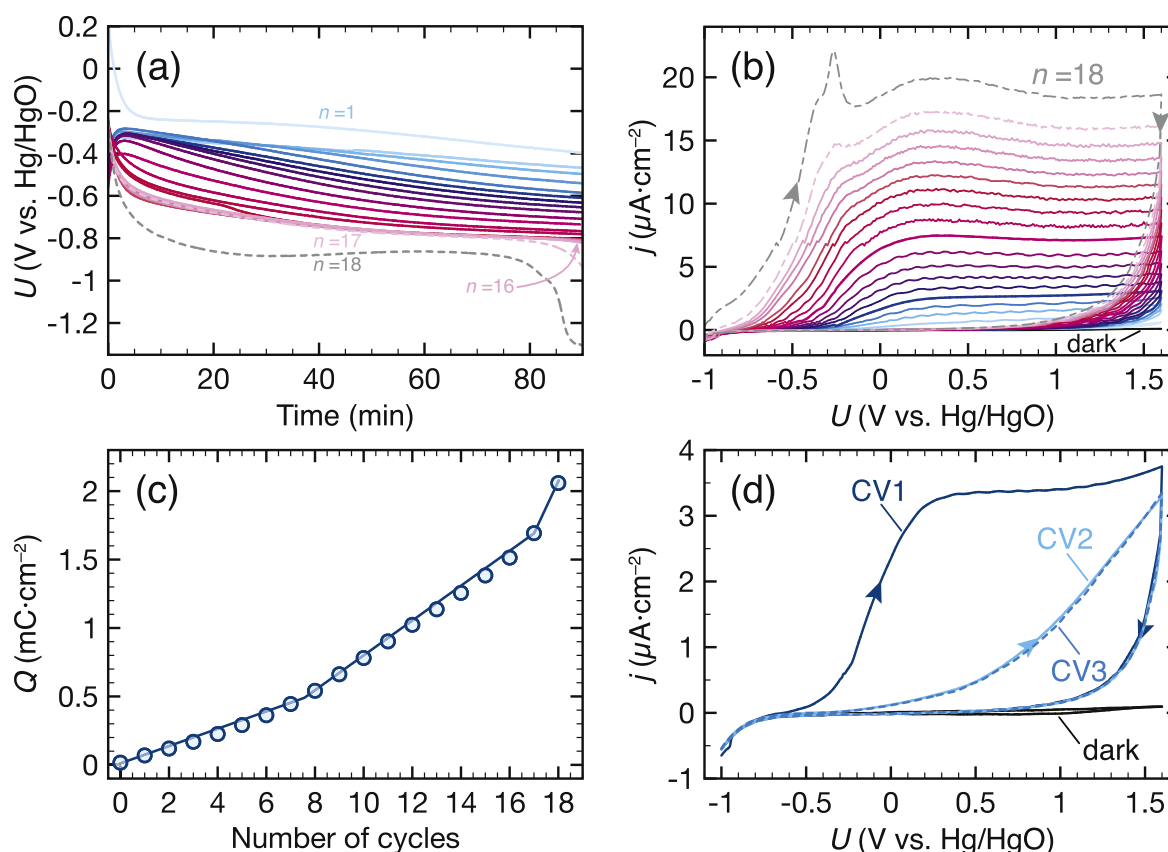 (a)
U (V vs. Hg/HgO)
0.2
0
-0.2
-0.4
-0.6
-0.8
-1
-1.2
n =1
n =17
n =18
n =16
0 20 40 60 80
Time (min)
(b)
j (µA·cm⁻²)
20
15
10
5
0
n =18
dark
-1 -0.5 0 0.5 1 1.5
U (V vs. Hg/HgO)
(c)
Q (mC·cm⁻²)
2
1.5
1
0.5
0
0 2 4 6 8 10 12 14 16 18
Number of cycles
(d)
j (µA·cm⁻²)
4
3
2
1
0
-1
CV1
CV2
CV3
dark
-1 -0.5 0 0.5 1 1.5
U (V vs. Hg/HgO)